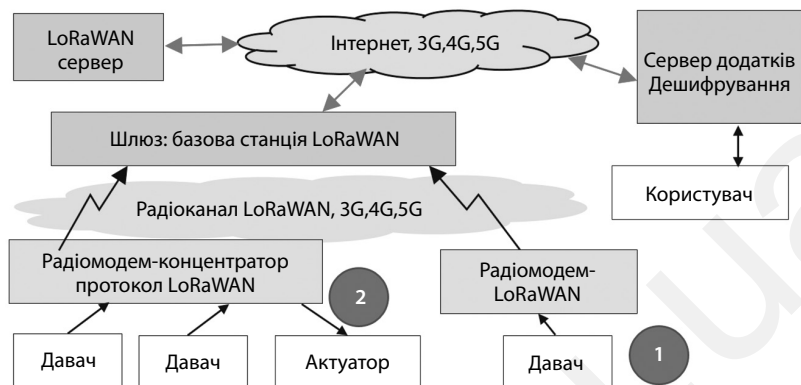 LoRaWAN
сервер
Інтернет, 3G,4G,5G
Сервер додатків
Дешифрування
Шлюз: базова станція LoRaWAN
Користувач
Радіоканал LoRaWAN, 3G,4G,5G
Радіомодем-концентратор
протокол LoRaWAN
2
Радіомодем-
LoRaWAN
Давач
Давач
Актуатор
Давач
1